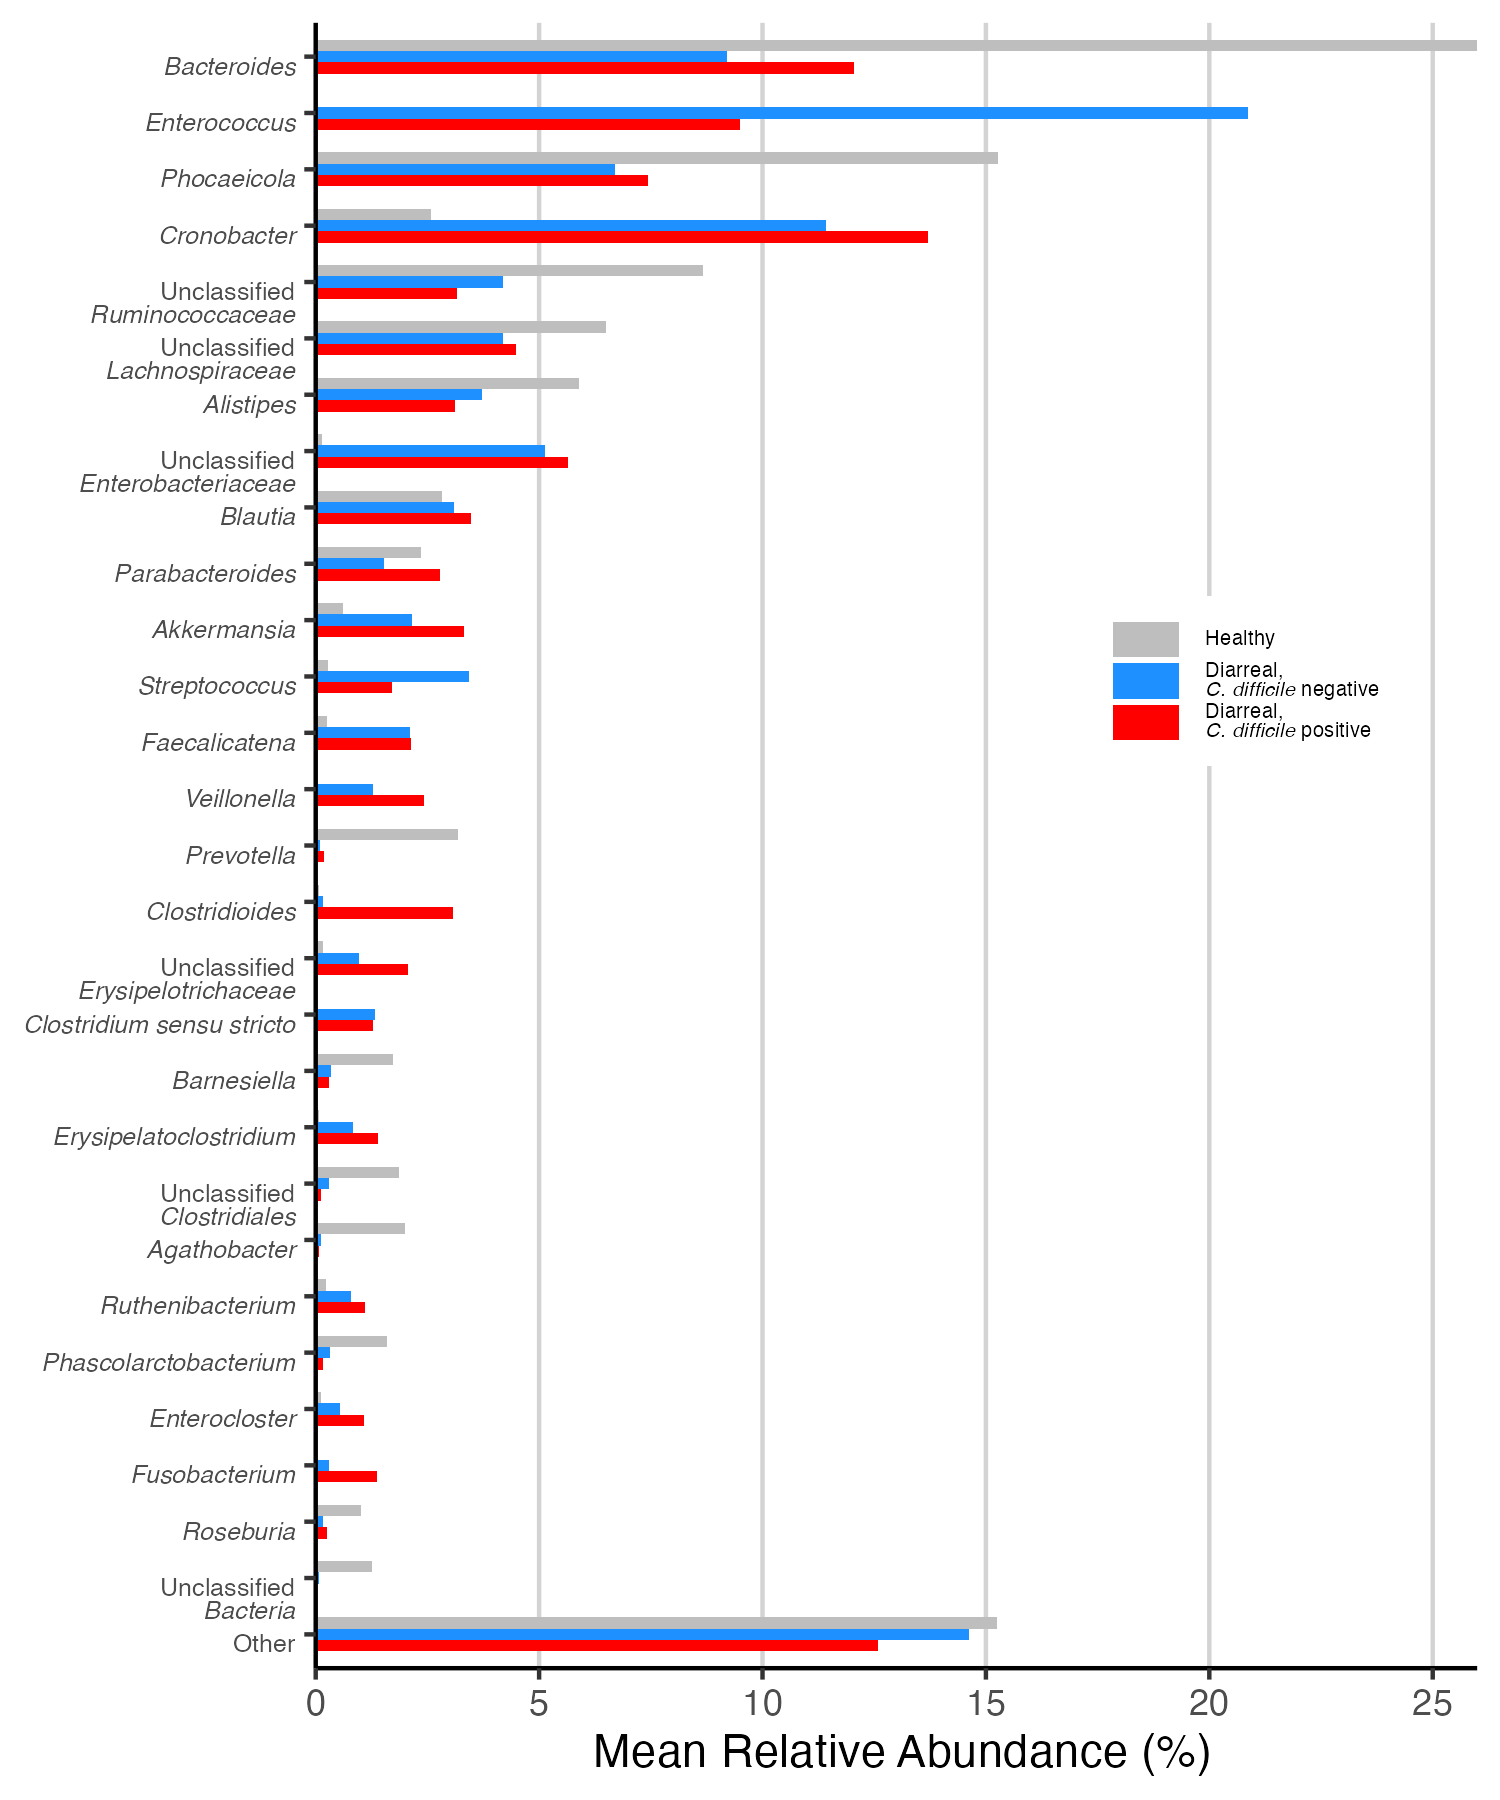 Bacteroides
Enterococcus
Phocaeicola
Cronobacter
Unclassified
Ruminococcaceae
Unclassified
Lachnospiraceae
Alistipes
Unclassified
Enterobacteriaceae
Blautia
Parabacteroides
Akkermansia
Streptococcus
Faecalicatena
Veillonella
Prevotella
Clostridioides
Unclassified
Erysipelotrichaceae
Clostridium sensu stricto
Barnesiella
Erysipelatoclostridium
Unclassified
Clostridiales
Agathobacter
Ruthenibacterium
Phascolarctobacterium
Enterocloster
Fusobacterium
Roseburia
Unclassified
Bacteria
Other
Healthy
Diarreal,
C. difficile negative
Diarreal,
C. difficile positive
0 5 10 15 20 25
Mean Relative Abundance (%)